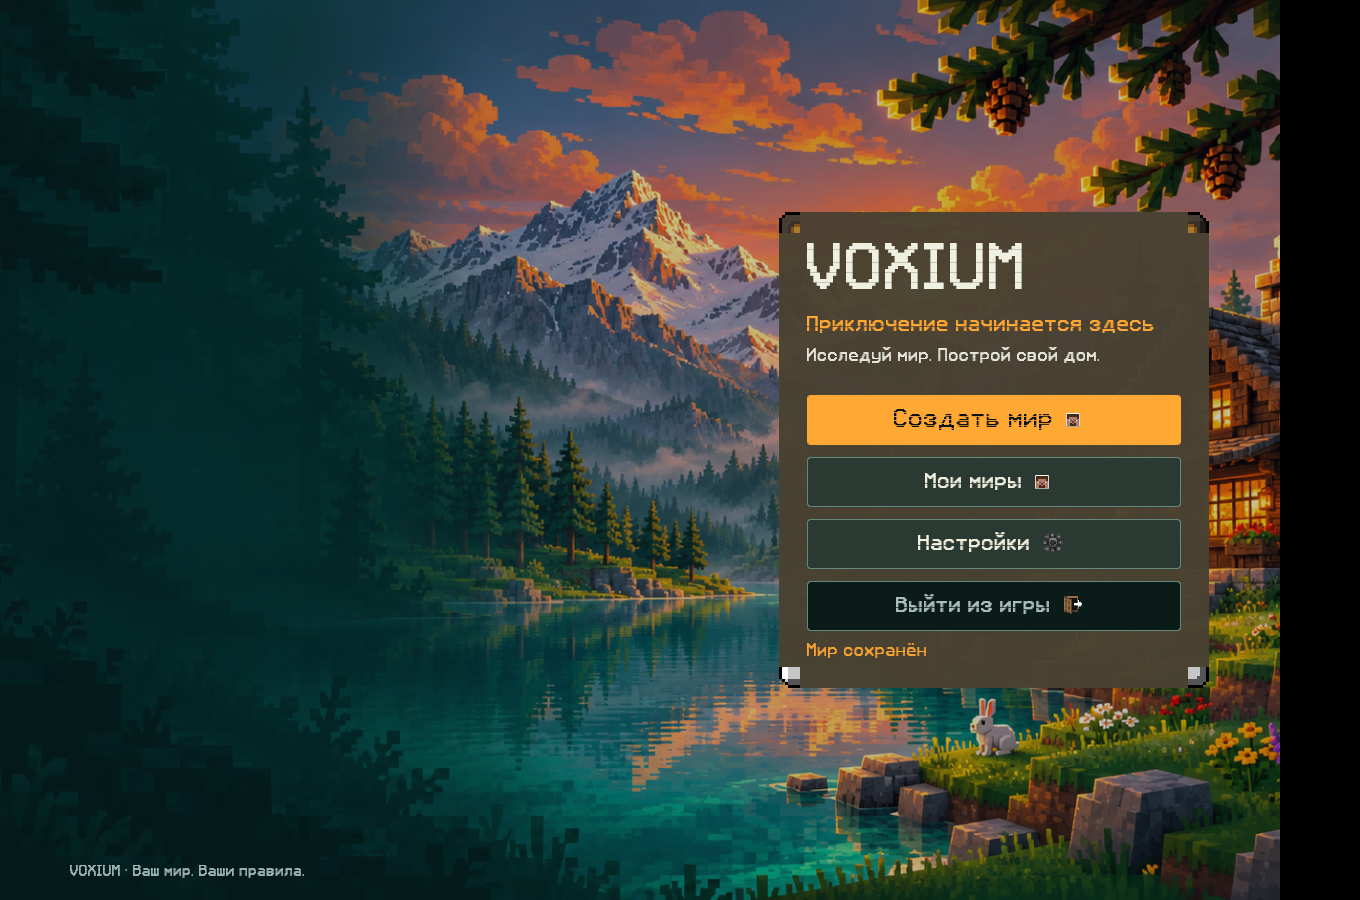 VOXIUM
Приключение начинается здесь
Исследуй мир. Построй свой дом.
Создать мир
Мои миры
Настройки
Выйти из игры
Мир сохранён
VOXIUM · Ваш мир. Ваши правила.